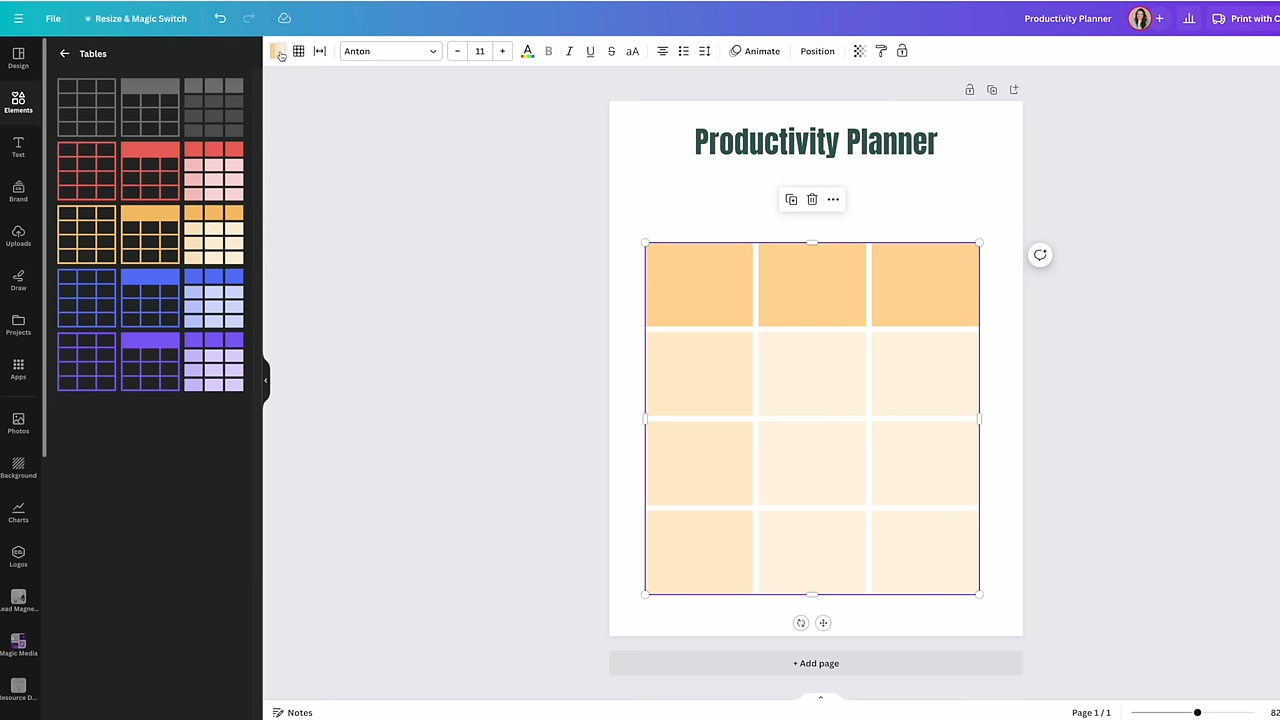 File
Resize & Magic Switch
Productivity Planner
Print with C
Design
Elements
Text
Brand
Uploads
Draw
Projects
Apps
Photos
Background
Charts
Logos
Lead Magne...
Magic Media
Resource D...
Tables
Anton
− 11 +
A B I U S aA
Animate
Position
Productivity Planner
+ Add page
Notes
Page 1 / 1
82